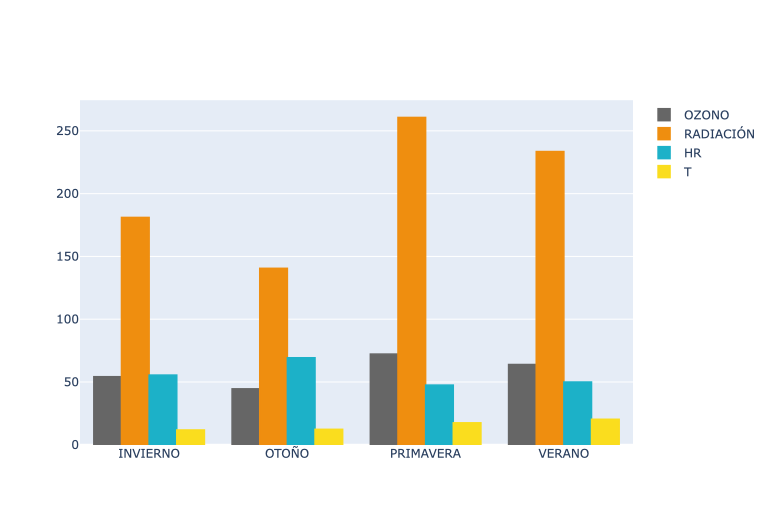 OZONO
RADIACIÓN
HR
T
250
200
150
100
50
0
INVIERNO OTOÑO PRIMAVERA VERANO